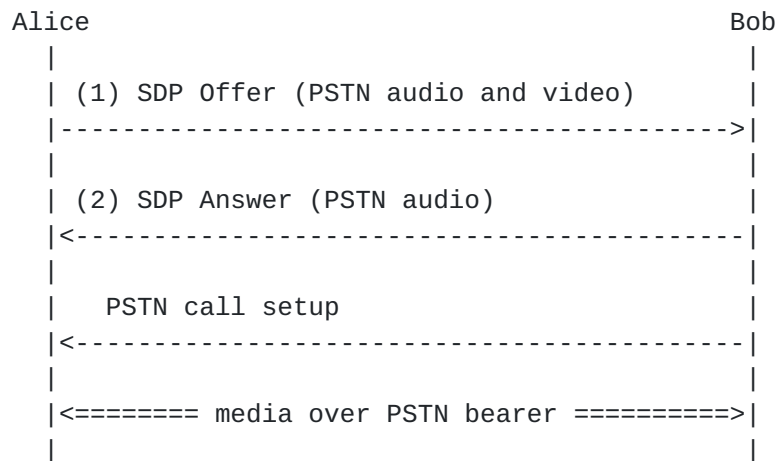 Alice Bob
(1) SDP Offer (PSTN audio and video)
(2) SDP Answer (PSTN audio)
PSTN call setup
media over PSTN bearer